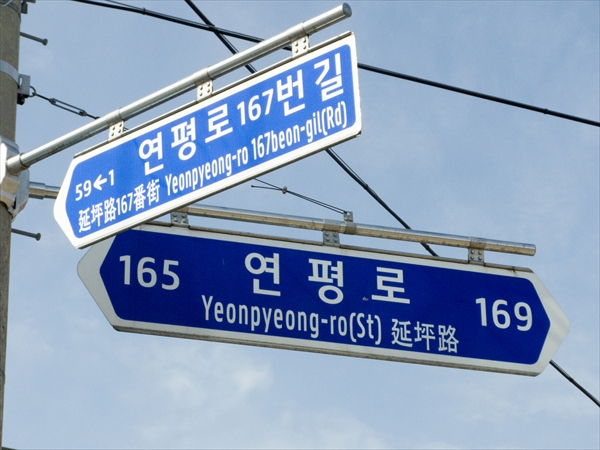 연평로 167번길
59←1 Yeonpyeong-ro 167beon-gil(Rd)
延坪路167番街
165 연평로 169
Yeonpyeong-ro(St) 延坪路